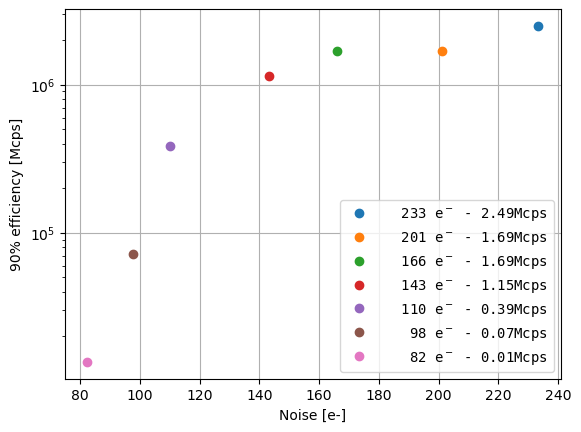 90% efficiency [Mcps]
10⁶
10⁵
233 e⁻ - 2.49Mcps
201 e⁻ - 1.69Mcps
166 e⁻ - 1.69Mcps
143 e⁻ - 1.15Mcps
110 e⁻ - 0.39Mcps
98 e⁻ - 0.07Mcps
82 e⁻ - 0.01Mcps
80 100 120 140 160 180 200 220 240
Noise [e-]